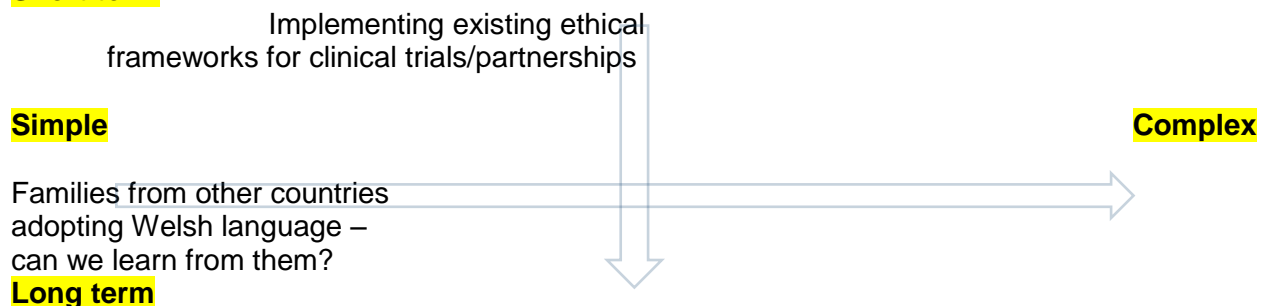 Implementing existing ethical
frameworks for clinical trials/partnerships
Simple
Complex
Families from other countries
adopting Welsh language –
can we learn from them?
Long term